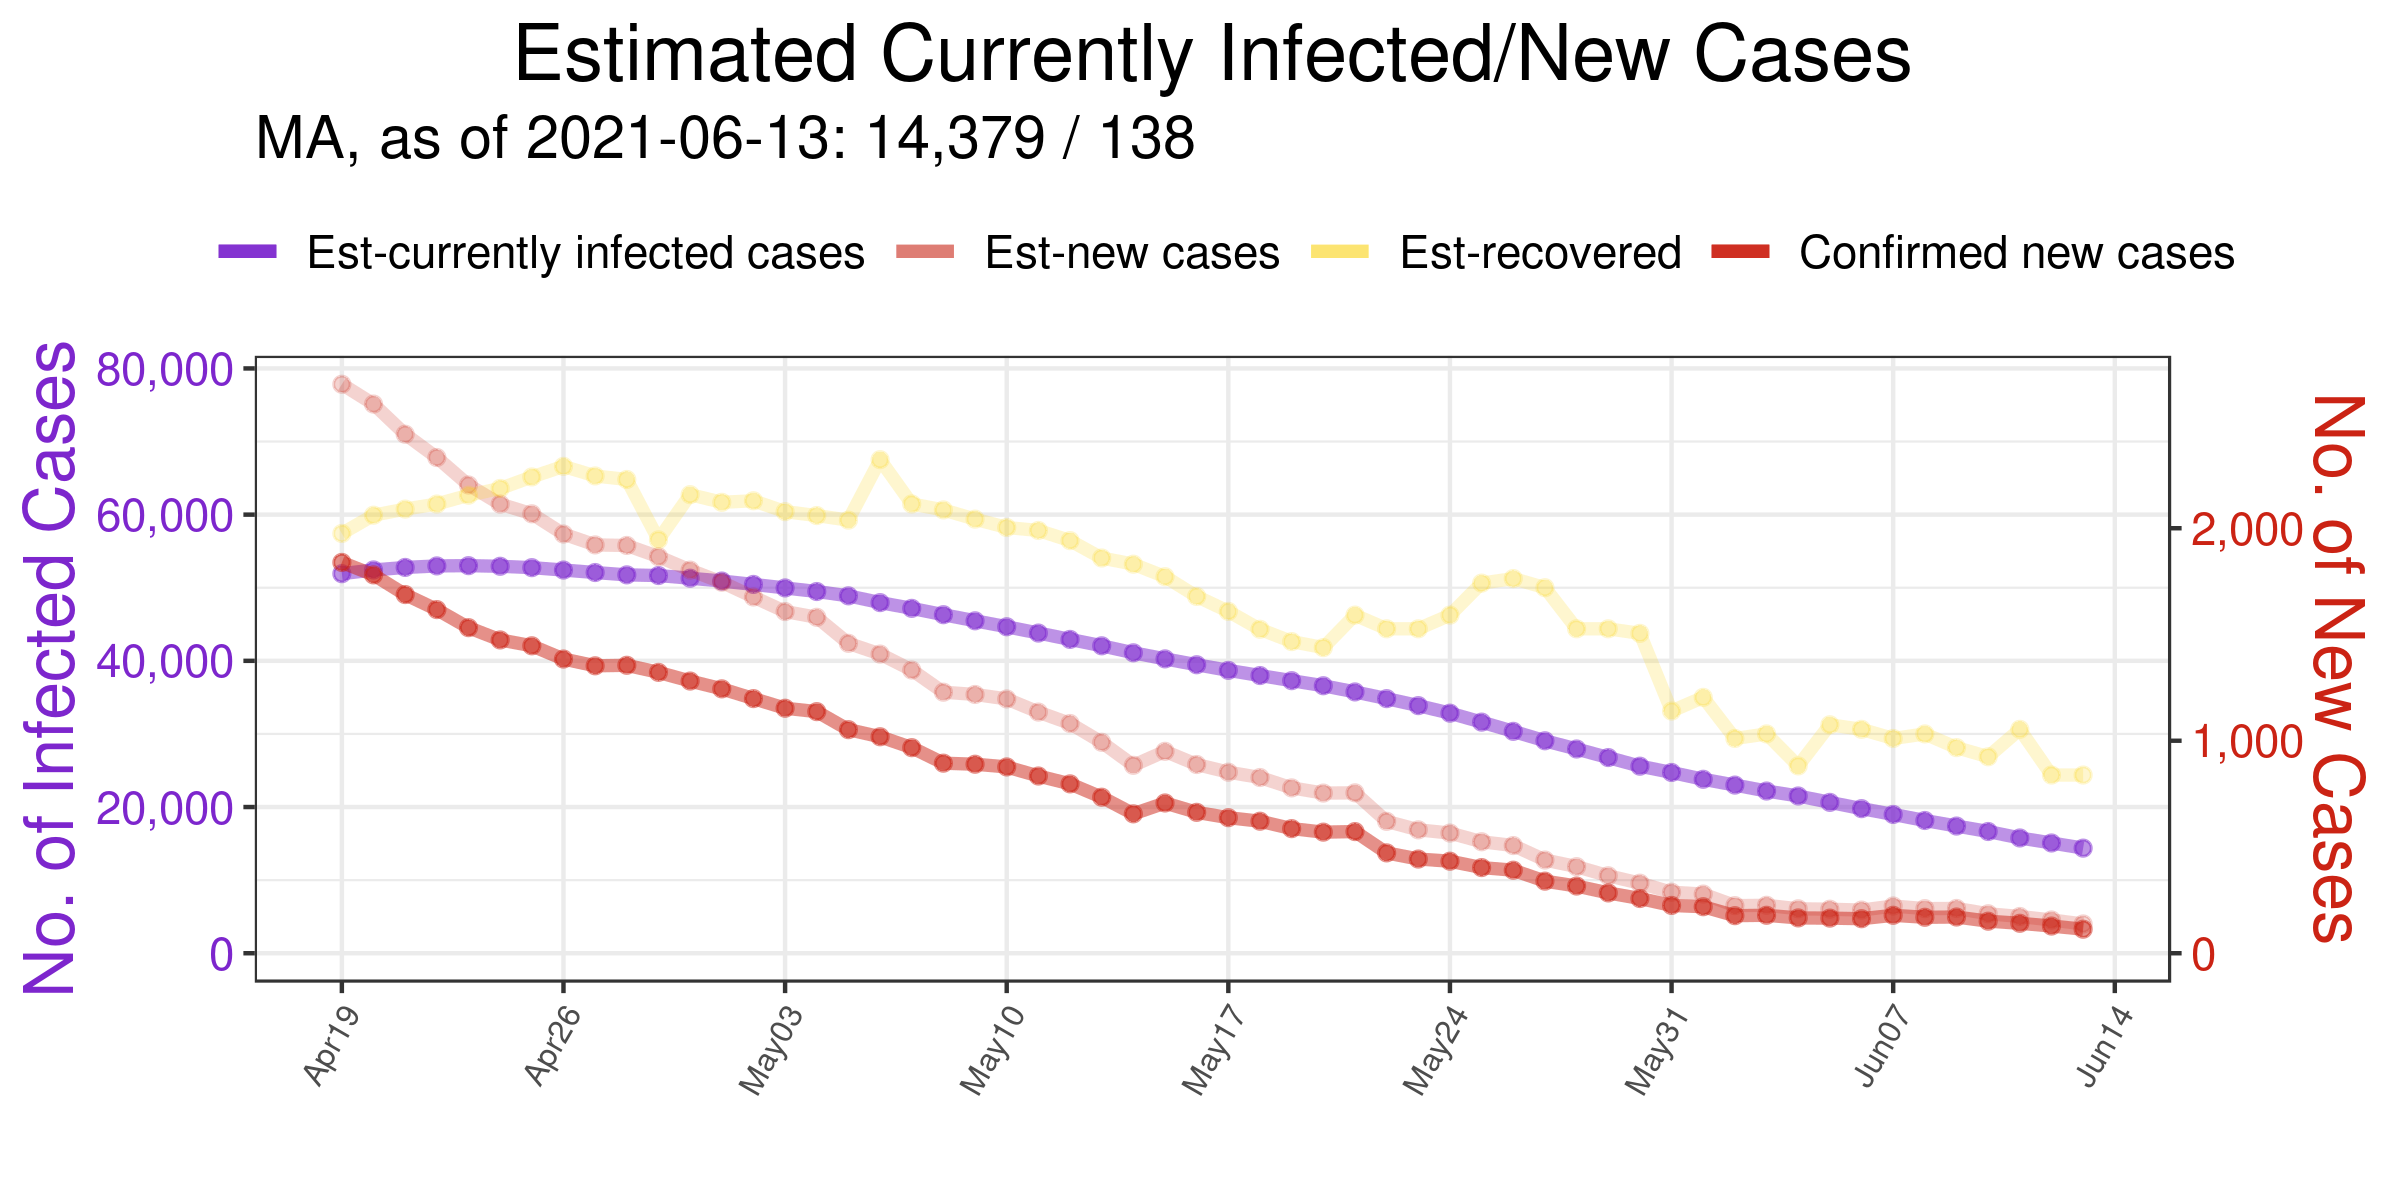 Estimated Currently Infected/New Cases
MA, as of 2021-06-13: 14,379 / 138
Est-currently infected cases Est-new cases Est-recovered Confirmed new cases
No. of Infected Cases
80,000
60,000
40,000
20,000
0
2,000
1,000
0
No. of New Cases
Apr19 Apr26 May03 May10 May17 May24 May31 Jun07 Jun14